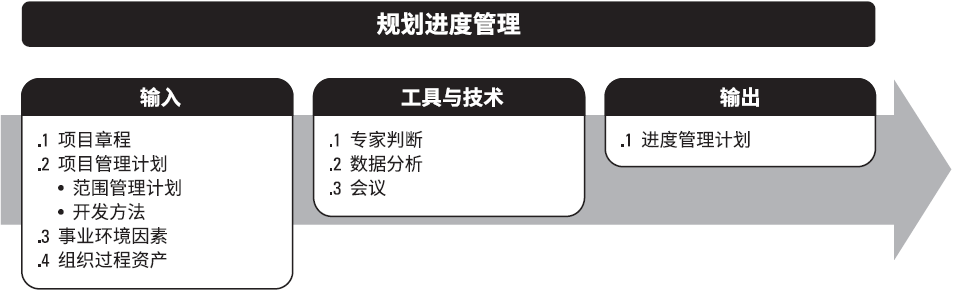 规划进度管理
输入
.1 项目章程
.2 项目管理计划
• 范围管理计划
• 开发方法
.3 事业环境因素
.4 组织过程资产
工具与技术
.1 专家判断
.2 数据分析
.3 会议
输出
.1 进度管理计划